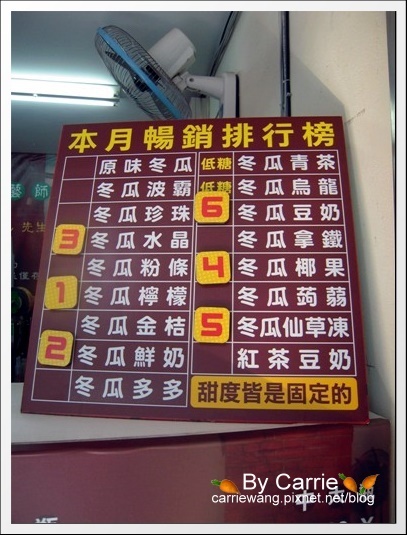 本月暢銷排行榜
原味冬瓜
冬瓜波霸
冬瓜珍珠
3 冬瓜水晶
冬瓜粉條
1 冬瓜檸檬
冬瓜金桔
2 冬瓜鮮奶
冬瓜多多
低糖 冬瓜青茶
低糖 冬瓜烏龍
6 冬瓜豆奶
冬瓜拿鐵
4 冬瓜椰果
冬瓜蒟蒻
5 冬瓜仙草凍
紅茶豆奶
甜度皆是固定的
師
先生
By Carrie
carriewang.pixnet.net/blog